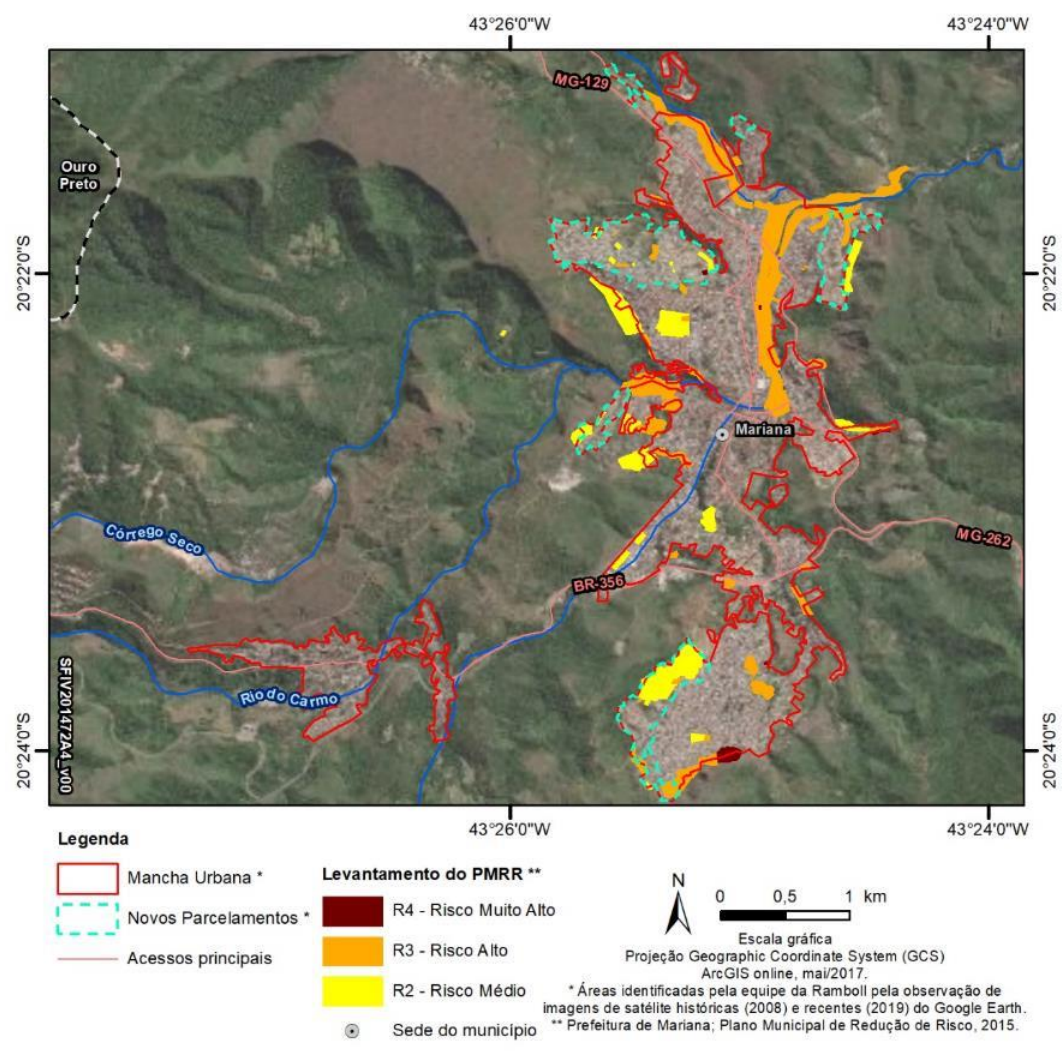 43°26'0"W
43°24'0"W
MG-129
Ouro
Preto
20°22'0"S
20°22'0"S
Mariana
Córrego Seco
MG-262
BR-356
SFIV201472A4_v00
Rio do Carmo
20°24'0"S
20°24'0"S
43°26'0"W
43°24'0"W
Legenda
Mancha Urbana *
Novos Parcelamentos *
Acessos principais
Levantamento do PMRR **
R4 - Risco Muito Alto
R3 - Risco Alto
R2 - Risco Médio
Sede do município
N
0 0,5 1 km
Escala gráfica
Projeção Geographic Coordinate System (GCS)
ArcGIS online, mai/2017.
* Áreas identificadas pela equipe da Ramboll pela observação de
imagens de satélite históricas (2008) e recentes (2019) do Google Earth.
** Prefeitura de Mariana; Plano Municipal de Redução de Risco, 2015.